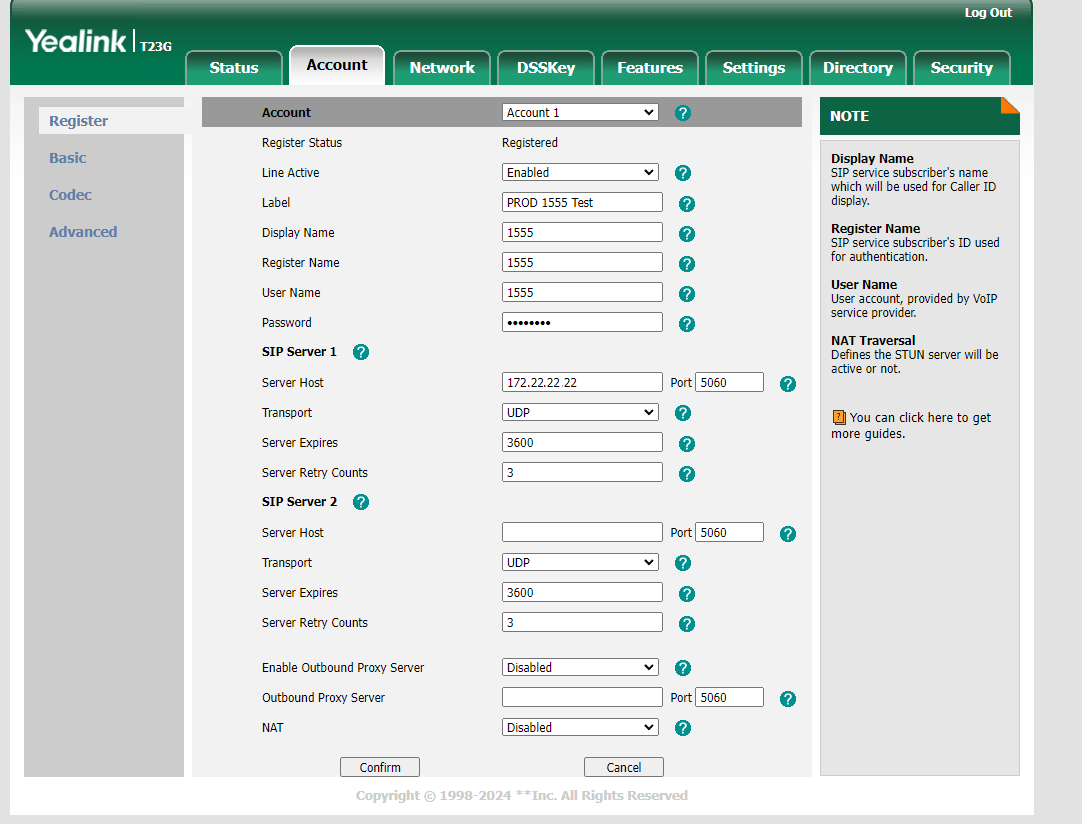 Log Out
Yealink T23G
Status Account Network DSSKey Features Settings Directory Security
Register
Basic
Codec
Advanced
Account Account 1 ?
Register Status Registered
Line Active Enabled ?
Label PROD 1555 Test ?
Display Name 1555 ?
Register Name 1555 ?
User Name 1555 ?
Password •••••••• ?
SIP Server 1 ?
Server Host 172.22.22.22 Port 5060 ?
Transport UDP ?
Server Expires 3600 ?
Server Retry Counts 3 ?
SIP Server 2 ?
Server Host Port 5060 ?
Transport UDP ?
Server Expires 3600 ?
Server Retry Counts 3 ?
Enable Outbound Proxy Server Disabled ?
Outbound Proxy Server Port 5060 ?
NAT Disabled ?
Confirm Cancel
NOTE
Display Name
SIP service subscriber's name
which will be used for Caller ID
display.
Register Name
SIP service subscriber's ID used
for authentication.
User Name
User account, provided by VoIP
service provider.
NAT Traversal
Defines the STUN server will be
active or not.
? You can click here to get
more guides.
Copyright © 1998-2024 **Inc. All Rights Reserved